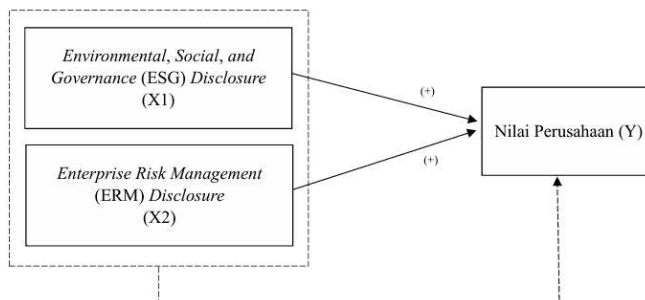 Environmental, Social, and
Governance (ESG) Disclosure
(X1)
(+)
Nilai Perusahaan (Y)
Enterprise Risk Management
(ERM) Disclosure
(X2)
(+)